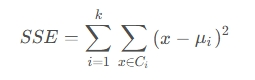 $SSE = \sum_{i=1}^{k} \sum_{x \in C_i} (x - \mu_i)^2$